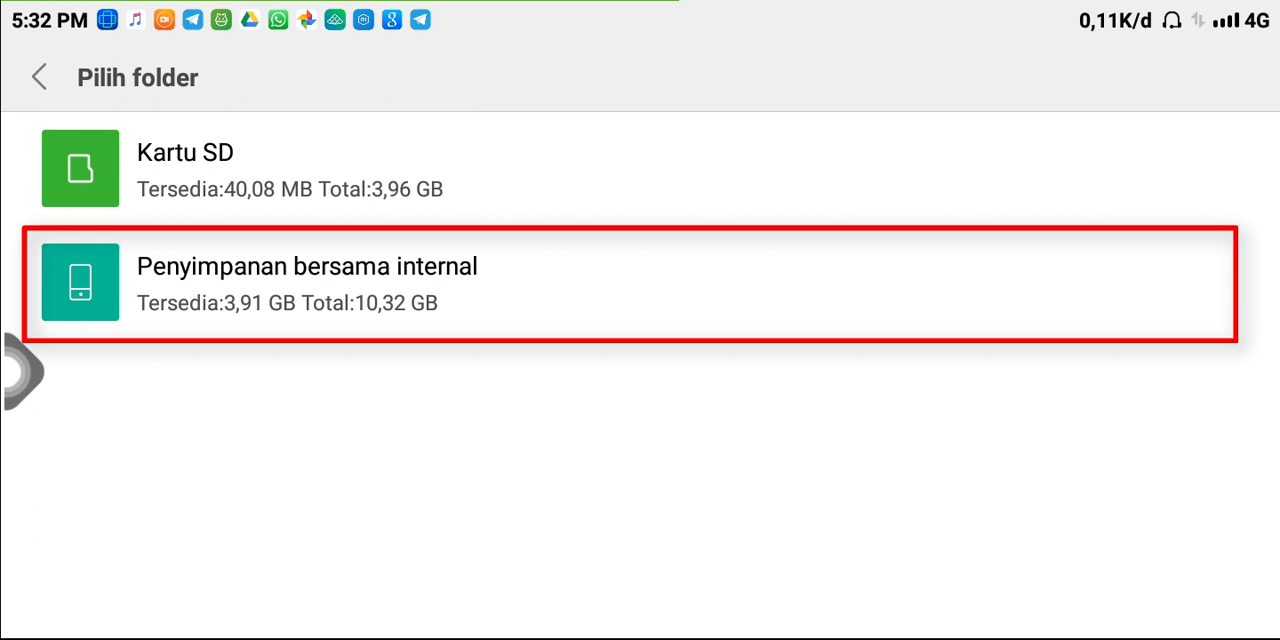 5:32 PM 0,11K/d 4G
Pilih folder
Kartu SD
Tersedia:40,08 MB Total:3,96 GB
Penyimpanan bersama internal
Tersedia:3,91 GB Total:10,32 GB